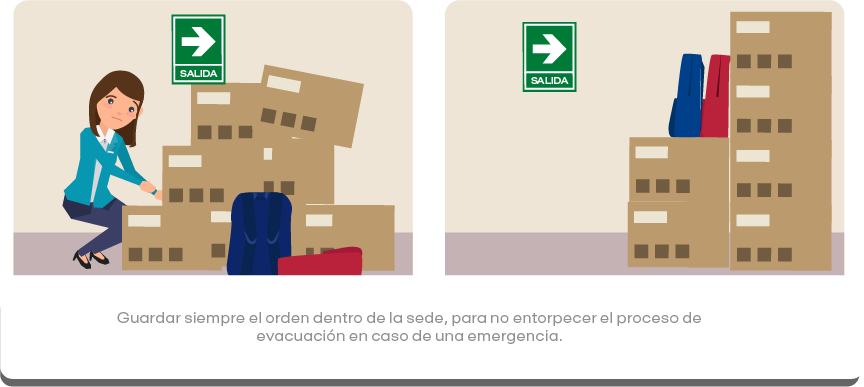 SALIDA
SALIDA
Guardar siempre el orden dentro de la sede, para no entorpecer el proceso de
evacuación en caso de una emergencia.